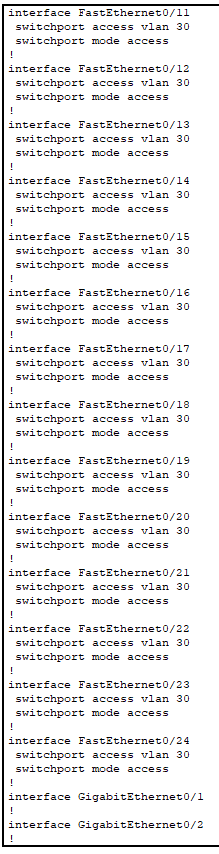 interface FastEthernet0/11
switchport access vlan 30
switchport mode access
!
interface FastEthernet0/12
switchport access vlan 30
switchport mode access
!
interface FastEthernet0/13
switchport access vlan 30
switchport mode access
!
interface FastEthernet0/14
switchport access vlan 30
switchport mode access
!
interface FastEthernet0/15
switchport access vlan 30
switchport mode access
!
interface FastEthernet0/16
switchport access vlan 30
switchport mode access
!
interface FastEthernet0/17
switchport access vlan 30
switchport mode access
!
interface FastEthernet0/18
switchport access vlan 30
switchport mode access
!
interface FastEthernet0/19
switchport access vlan 30
switchport mode access
!
interface FastEthernet0/20
switchport access vlan 30
switchport mode access
!
interface FastEthernet0/21
switchport access vlan 30
switchport mode access
!
interface FastEthernet0/22
switchport access vlan 30
switchport mode access
!
interface FastEthernet0/23
switchport access vlan 30
switchport mode access
!
interface FastEthernet0/24
switchport access vlan 30
switchport mode access
!
interface GigabitEthernet0/1
!
interface GigabitEthernet0/2
!